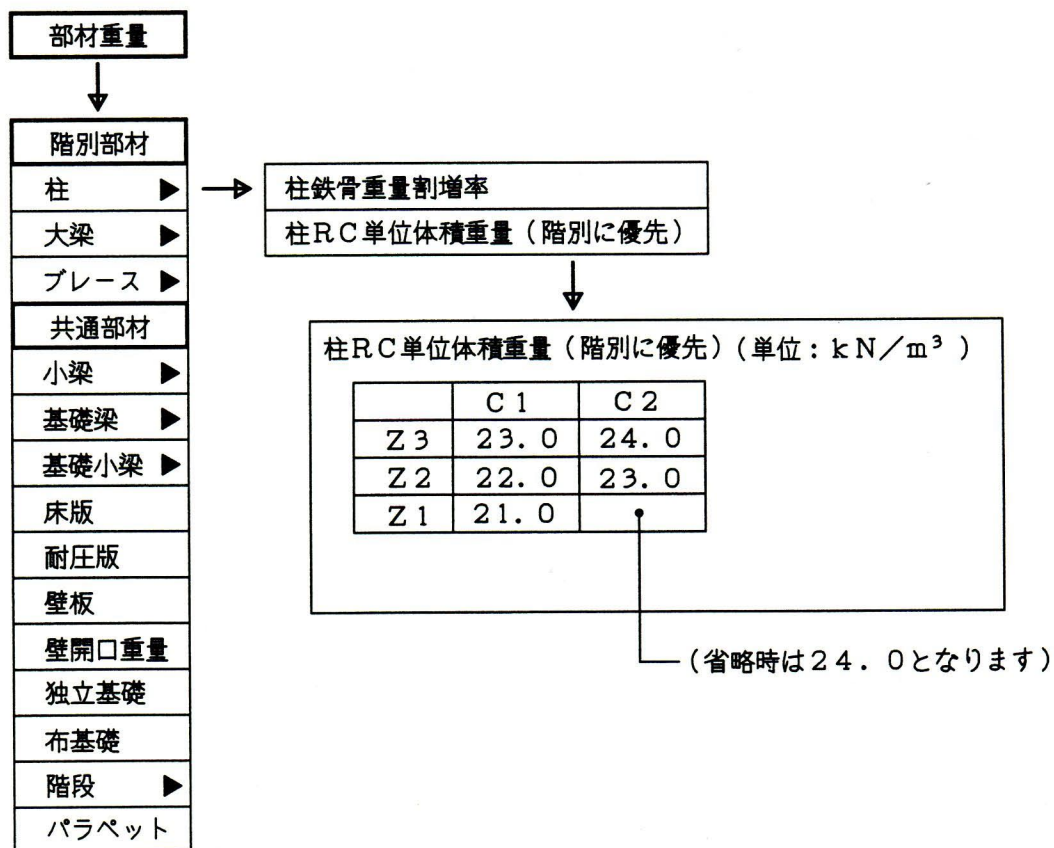 部材重量
階別部材
柱 ▶
大梁 ▶
ブレース ▶
共通部材
小梁 ▶
基礎梁 ▶
基礎小梁 ▶
床版
耐圧版
壁板
壁開口重量
独立基礎
布基礎
階段 ▶
パラペット
柱鉄骨重量割増率
柱RC単位体積重量（階別に優先）
柱RC単位体積重量（階別に優先）（単位：kN／m³ ）
C1 C2
Z3 23.0 24.0
Z2 22.0 23.0
Z1 21.0
（省略時は24．0となります）